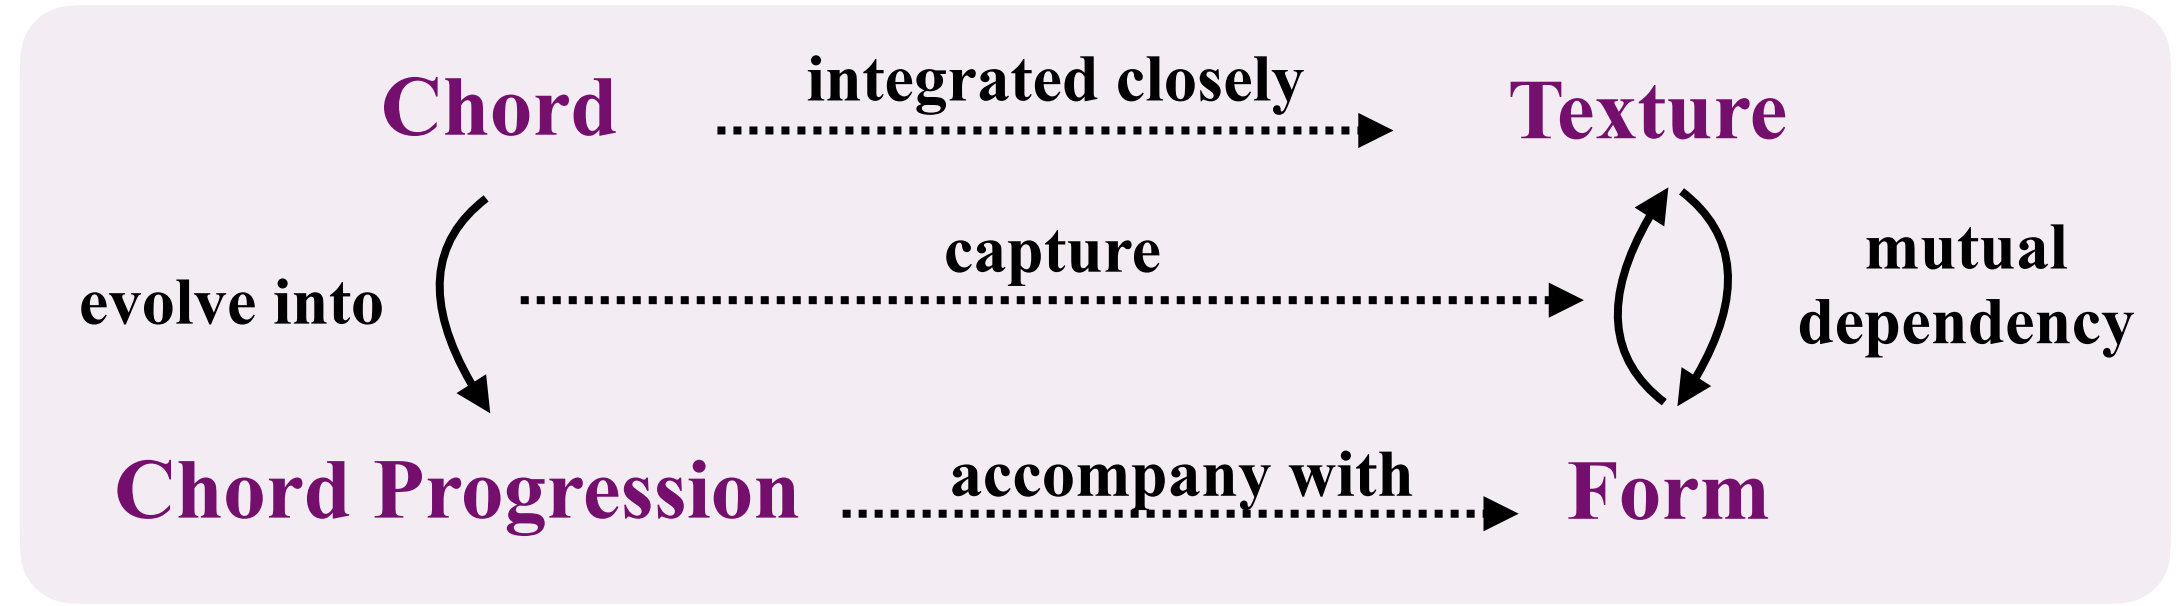 Chord
integrated closely
Texture
evolve into
capture
mutual
dependency
Chord Progression
accompany with
Form